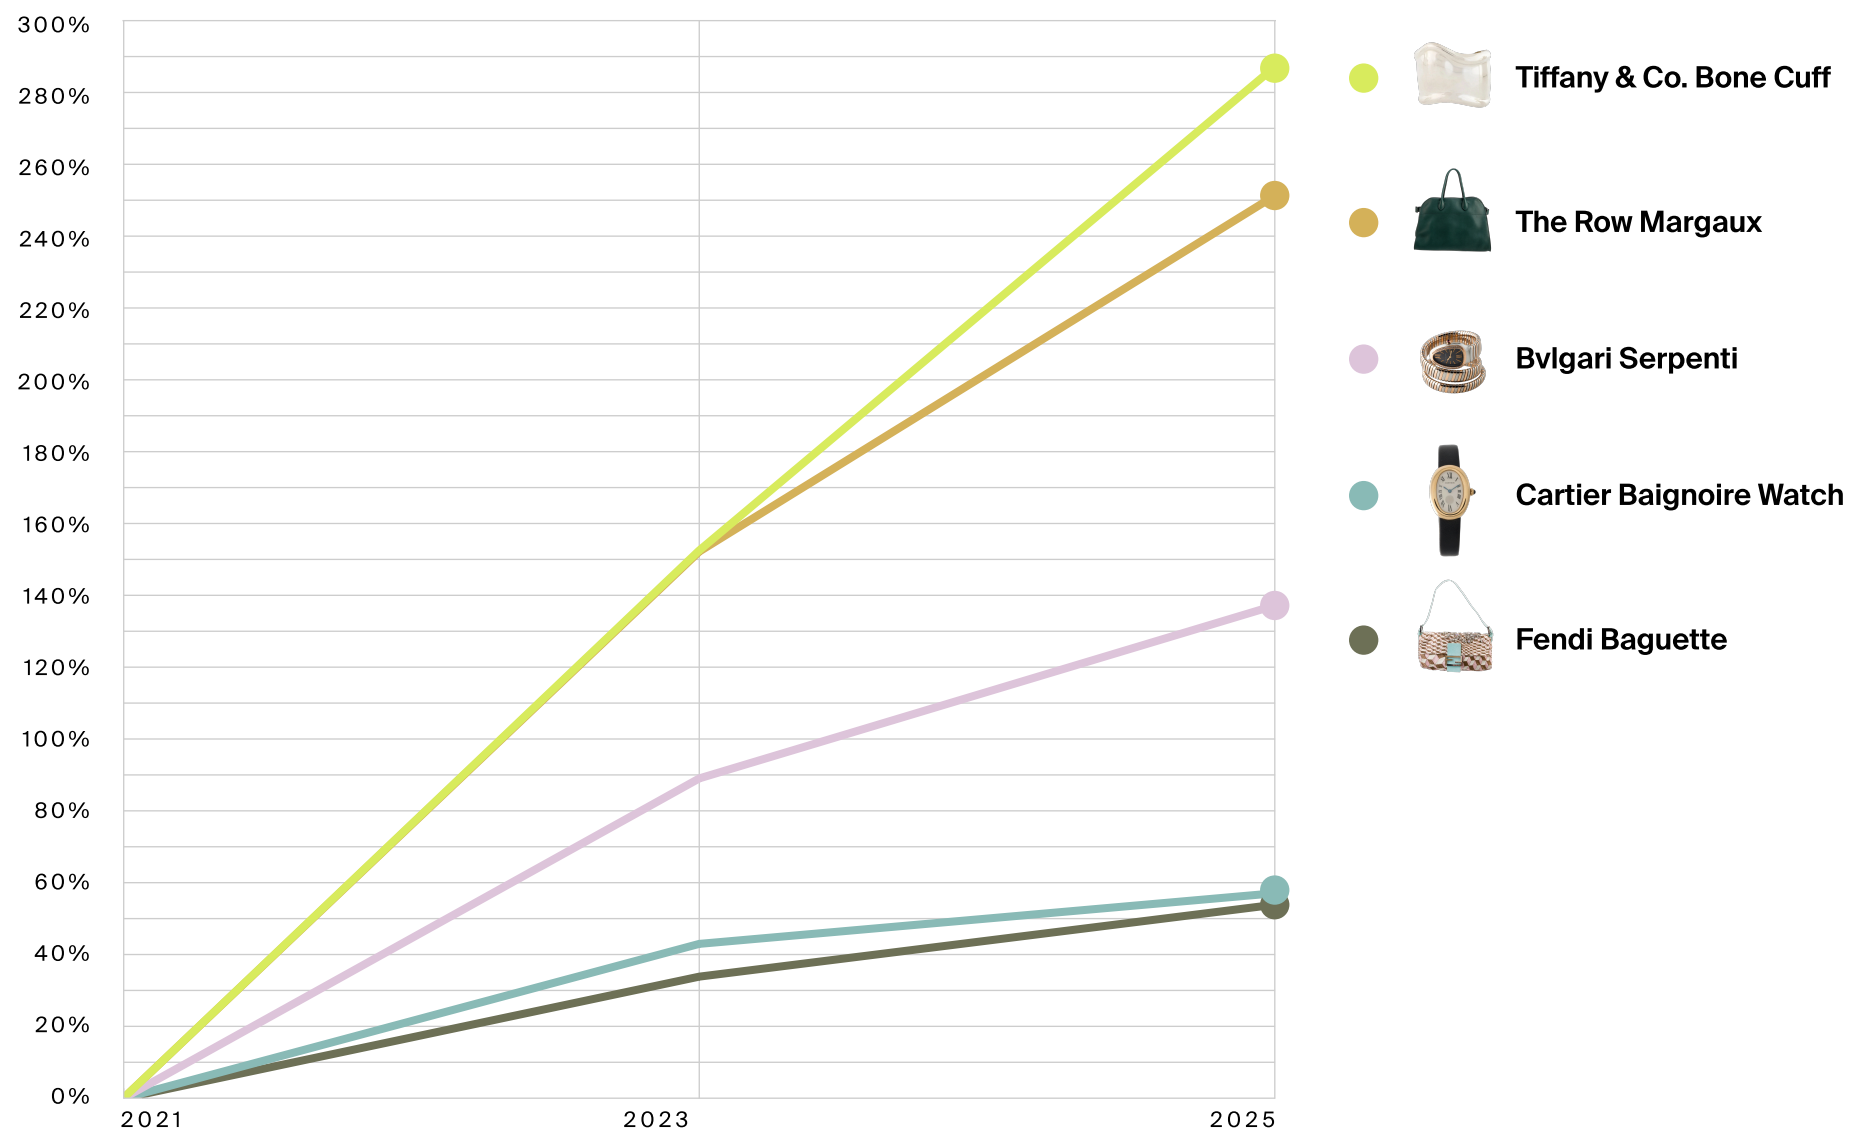 300%
280%
260%
240%
220%
200%
180%
160%
140%
120%
100%
80%
60%
40%
20%
0%
2021 2023 2025
Tiffany & Co. Bone Cuff
The Row Margaux
Bvlgari Serpenti
Cartier Baignoire Watch
Fendi Baguette